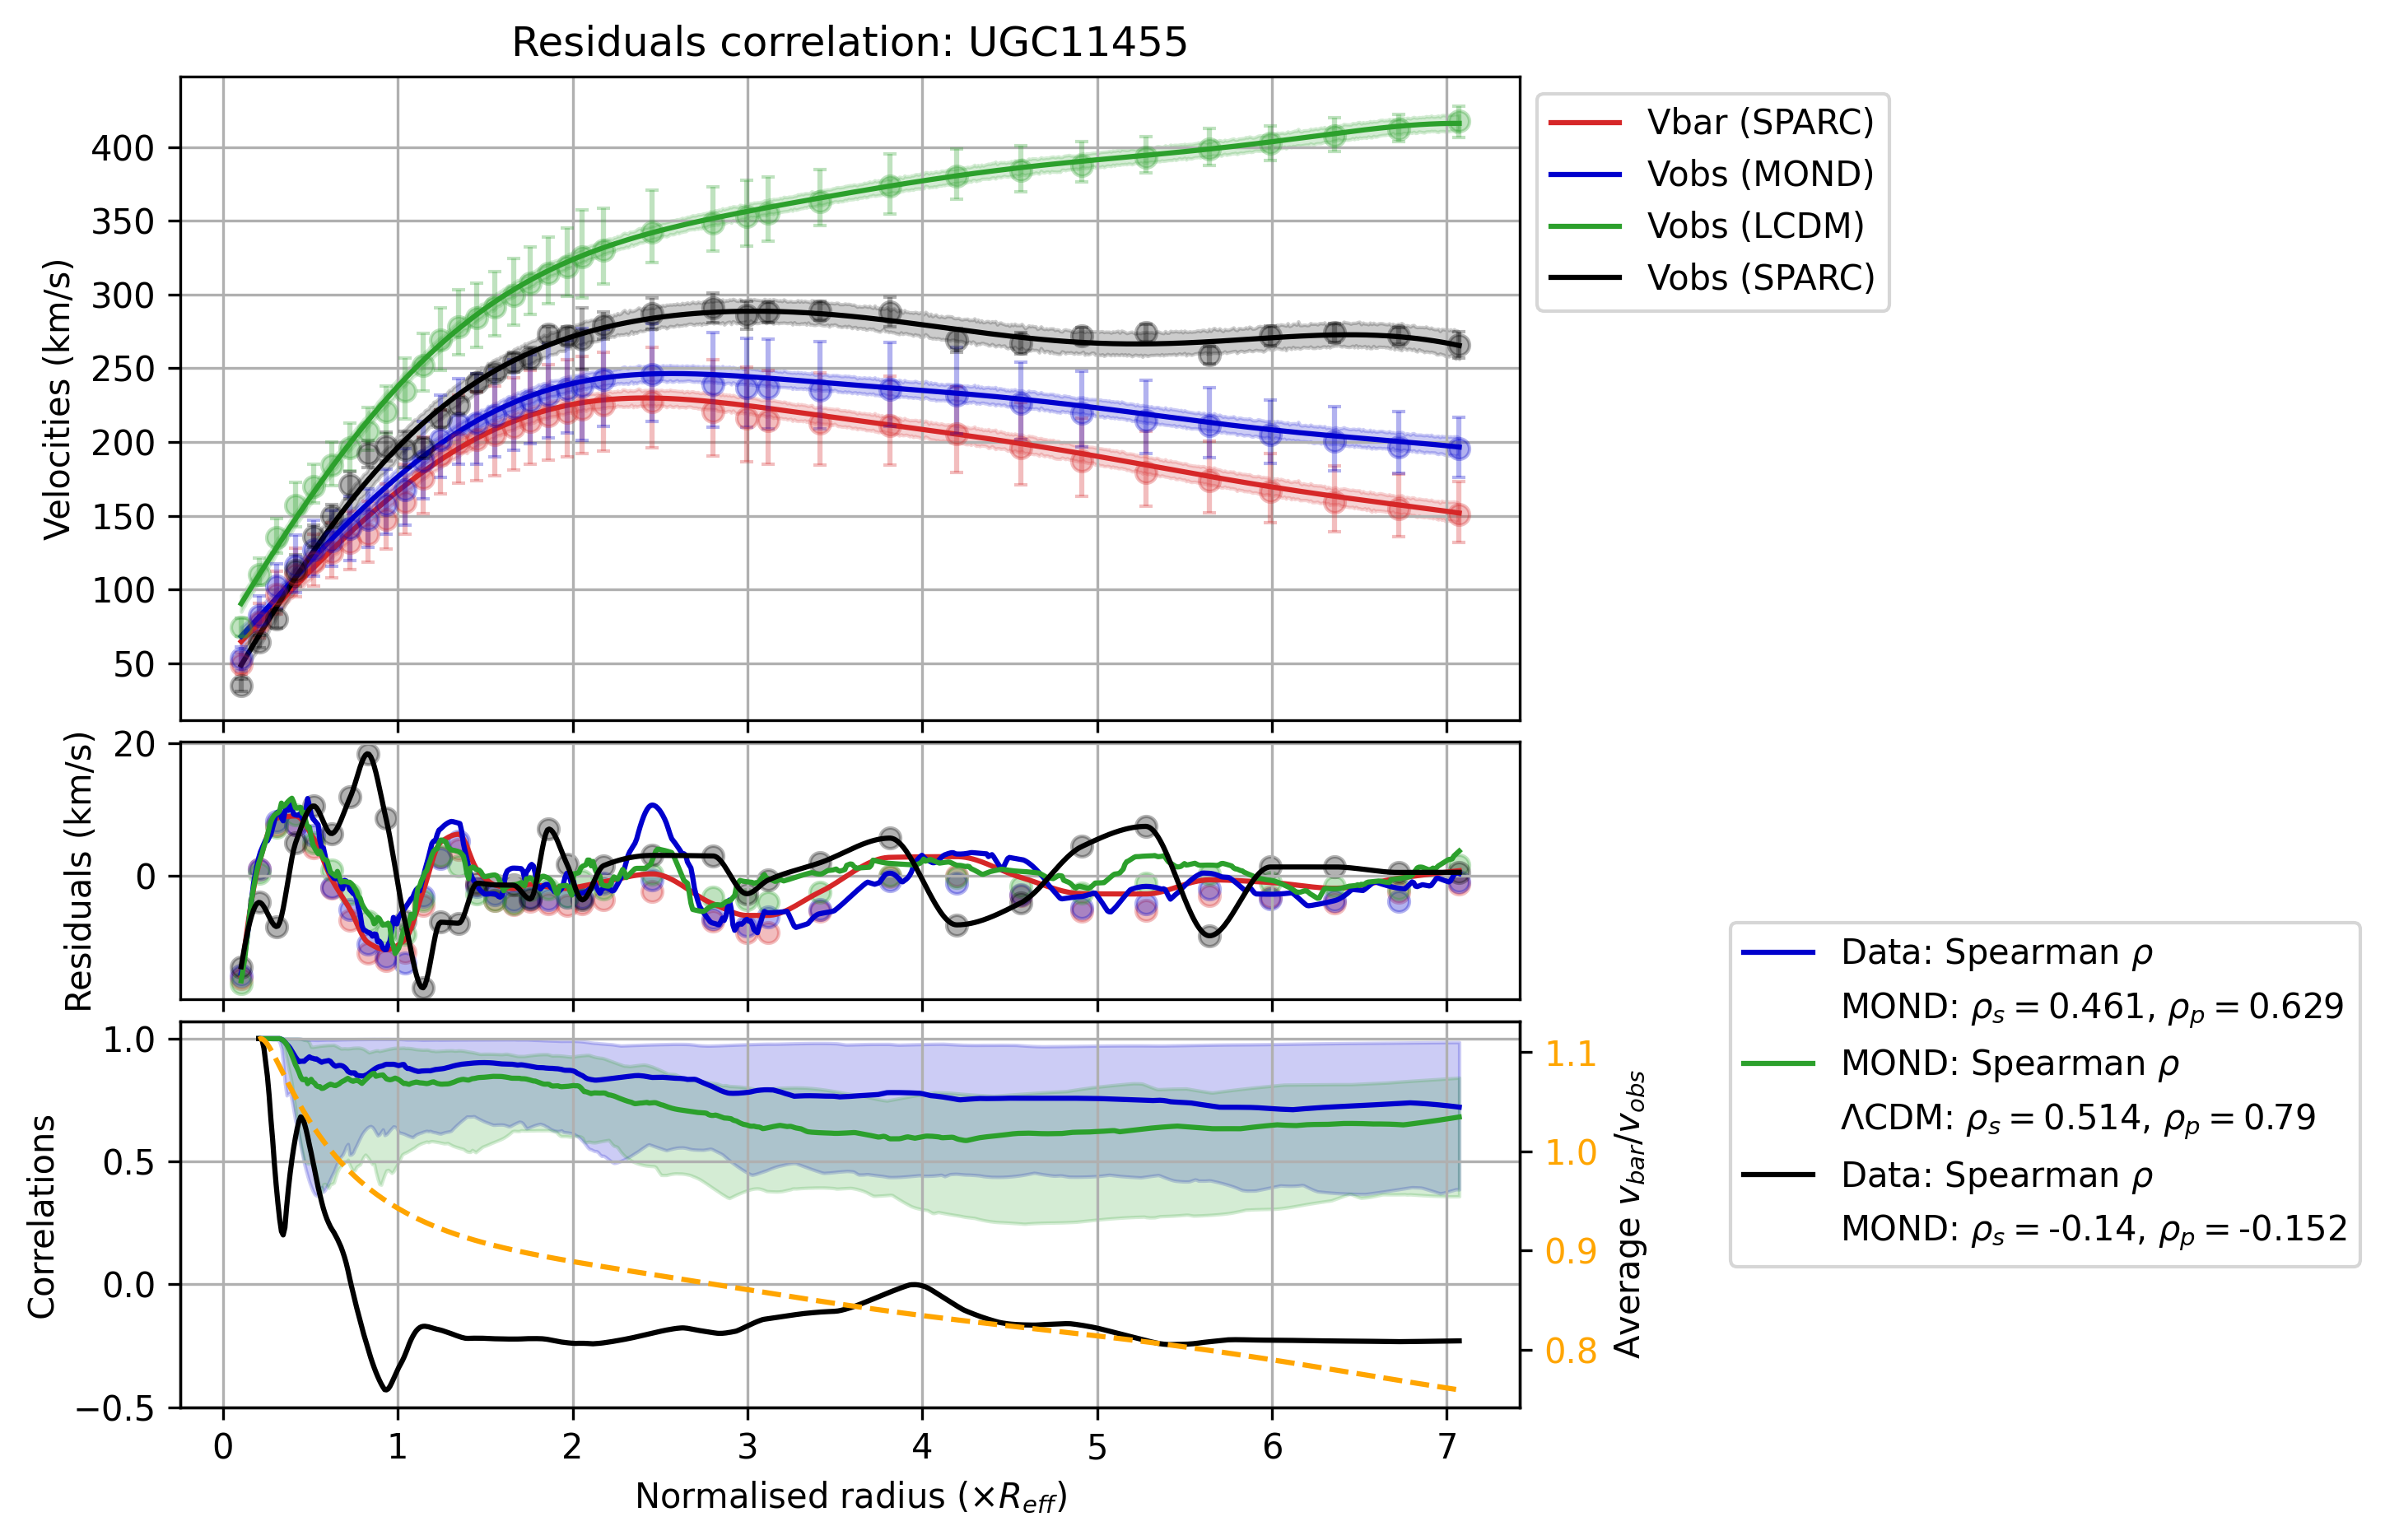 Residuals correlation: UGC11455
Velocities (km/s)
400
350
300
250
200
150
100
50
Vbar (SPARC)
Vobs (MOND)
Vobs (LCDM)
Vobs (SPARC)
Residuals (km/s)
20
0
Correlations
1.0
0.5
0.0
−0.5
1.1
1.0
0.9
0.8
Average v_bar/v_obs
Data: Spearman ρ
MOND: ρ_s = 0.461, ρ_p = 0.629
MOND: Spearman ρ
ΛCDM: ρ_s = 0.514, ρ_p = 0.79
Data: Spearman ρ
MOND: ρ_s = -0.14, ρ_p = -0.152
0 1 2 3 4 5 6 7
Normalised radius (×R_eff)